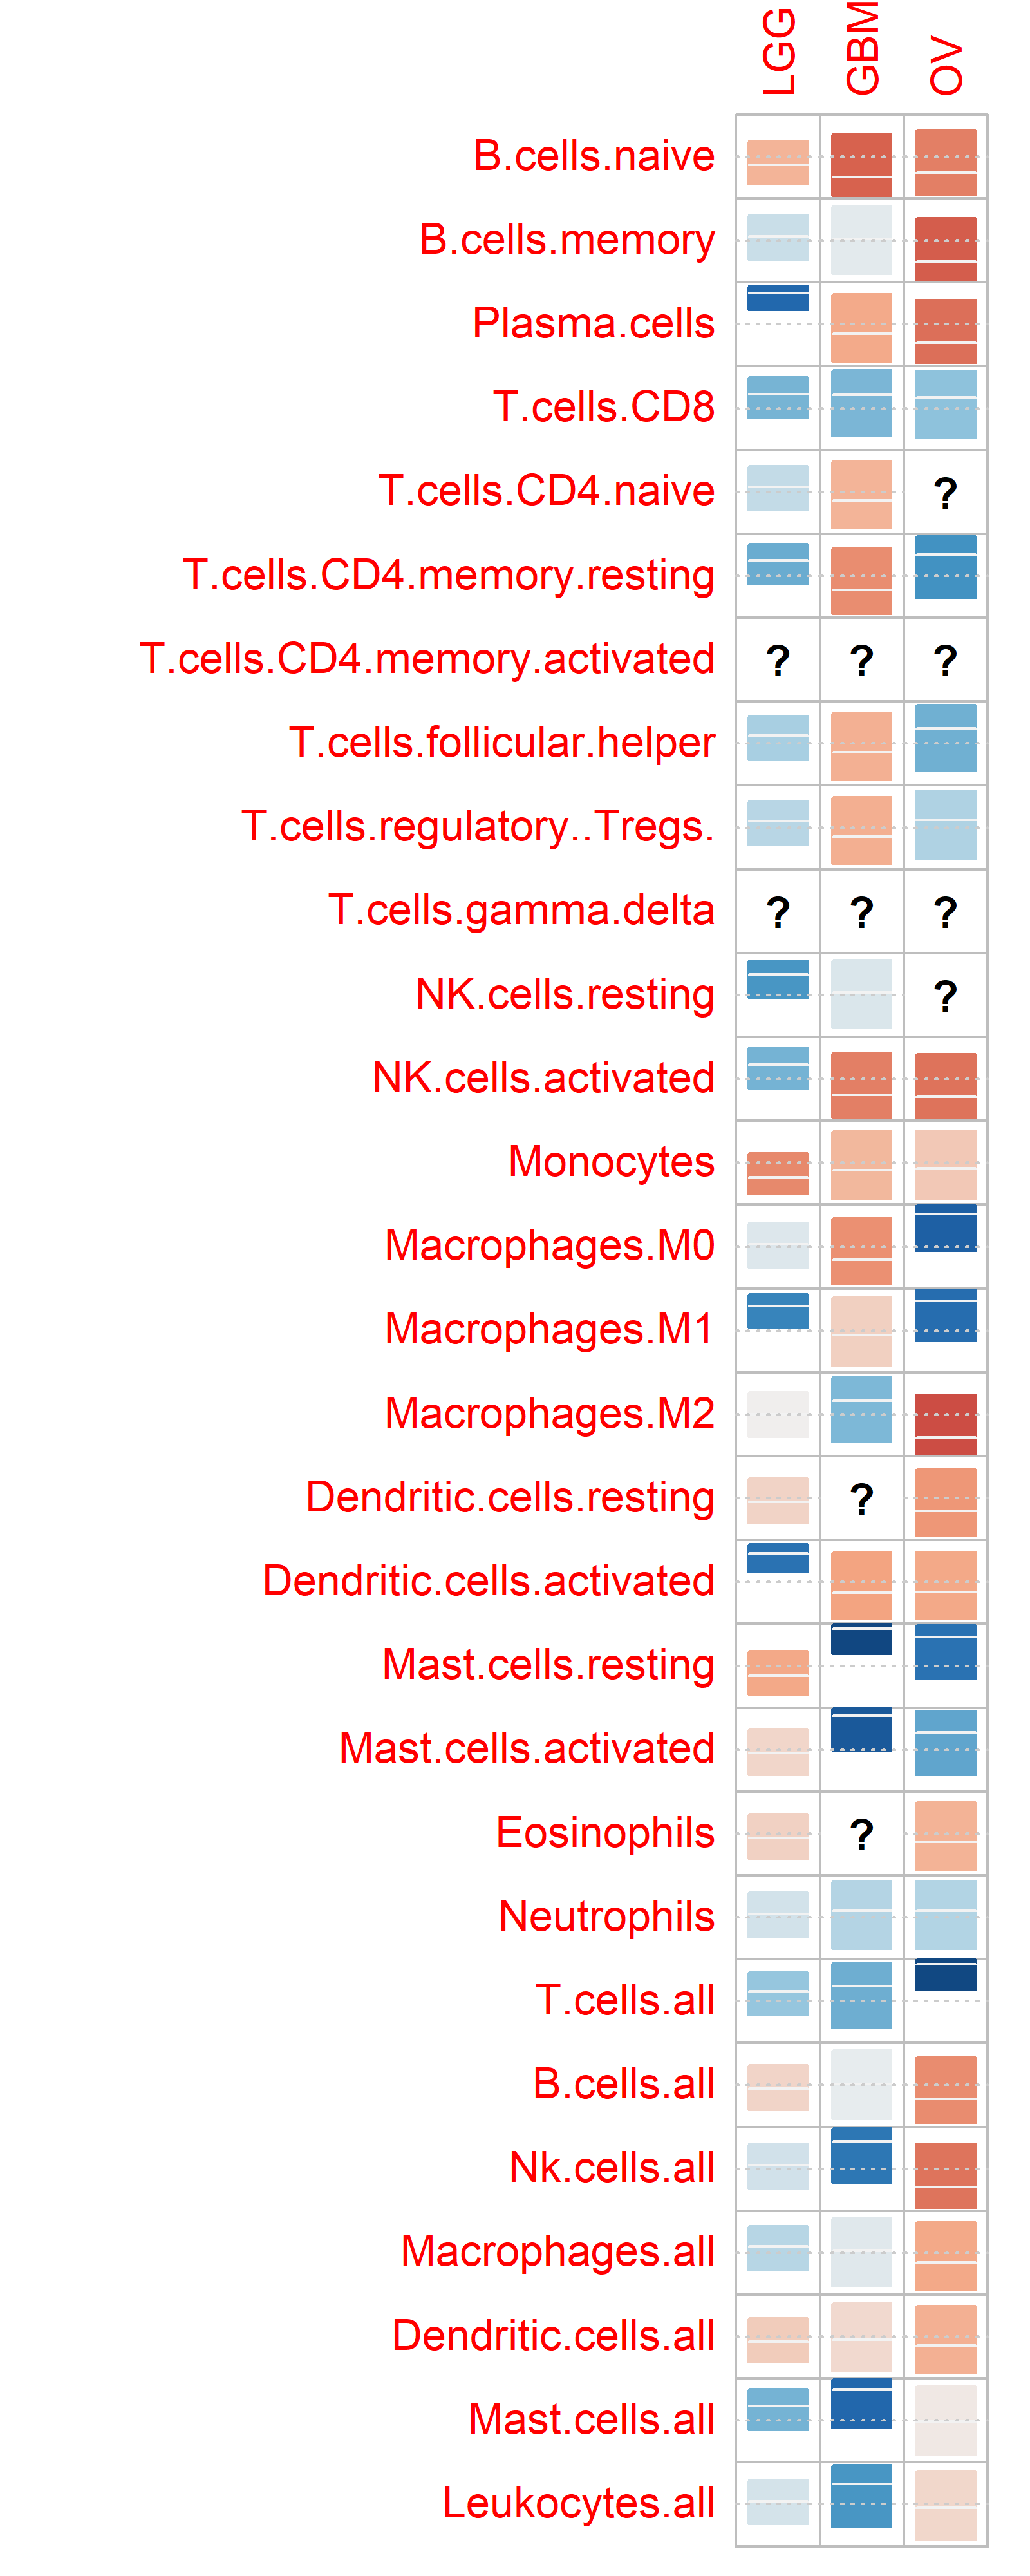 LGG GBM OV
B.cells.naive
B.cells.memory
Plasma.cells
T.cells.CD8
T.cells.CD4.naive ?
T.cells.CD4.memory.resting
T.cells.CD4.memory.activated ? ? ?
T.cells.follicular.helper
T.cells.regulatory..Tregs.
T.cells.gamma.delta ? ? ?
NK.cells.resting ?
NK.cells.activated
Monocytes
Macrophages.M0
Macrophages.M1
Macrophages.M2
Dendritic.cells.resting ?
Dendritic.cells.activated
Mast.cells.resting
Mast.cells.activated
Eosinophils ?
Neutrophils
T.cells.all
B.cells.all
Nk.cells.all
Macrophages.all
Dendritic.cells.all
Mast.cells.all
Leukocytes.all